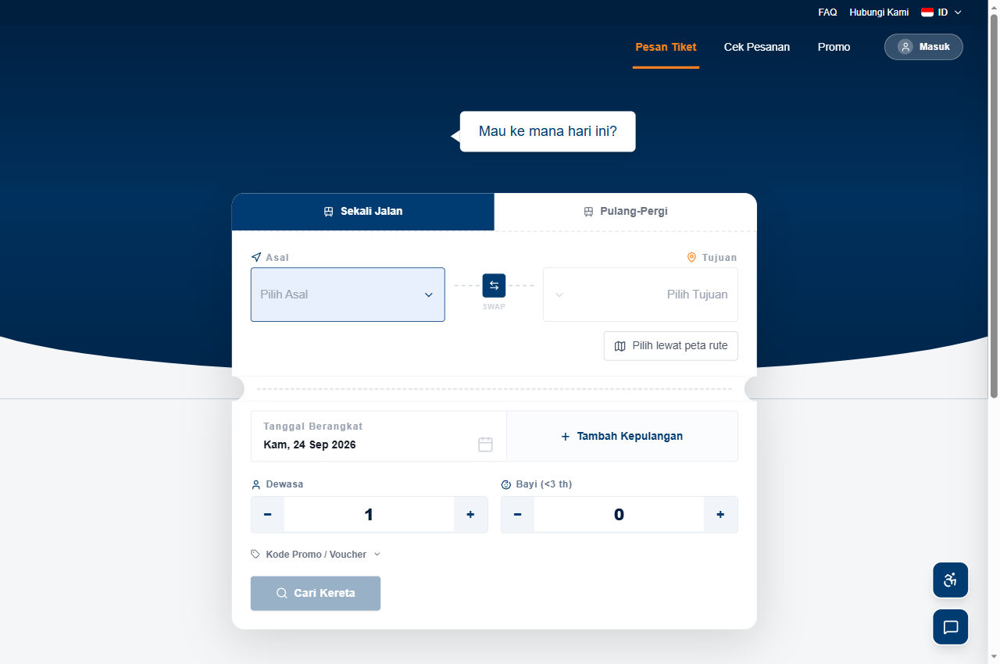 FAQ Hubungi Kami ID
Pesan Tiket Cek Pesanan Promo Masuk
Mau ke mana hari ini?
Sekali Jalan Pulang-Pergi
Asal Tujuan
Pilih Asal Pilih Tujuan
SWAP
Pilih lewat peta rute
Tanggal Berangkat
Kam, 24 Sep 2026
+ Tambah Kepulangan
Dewasa Bayi (<3 th)
− 1 + − 0 +
Kode Promo / Voucher
Cari Kereta